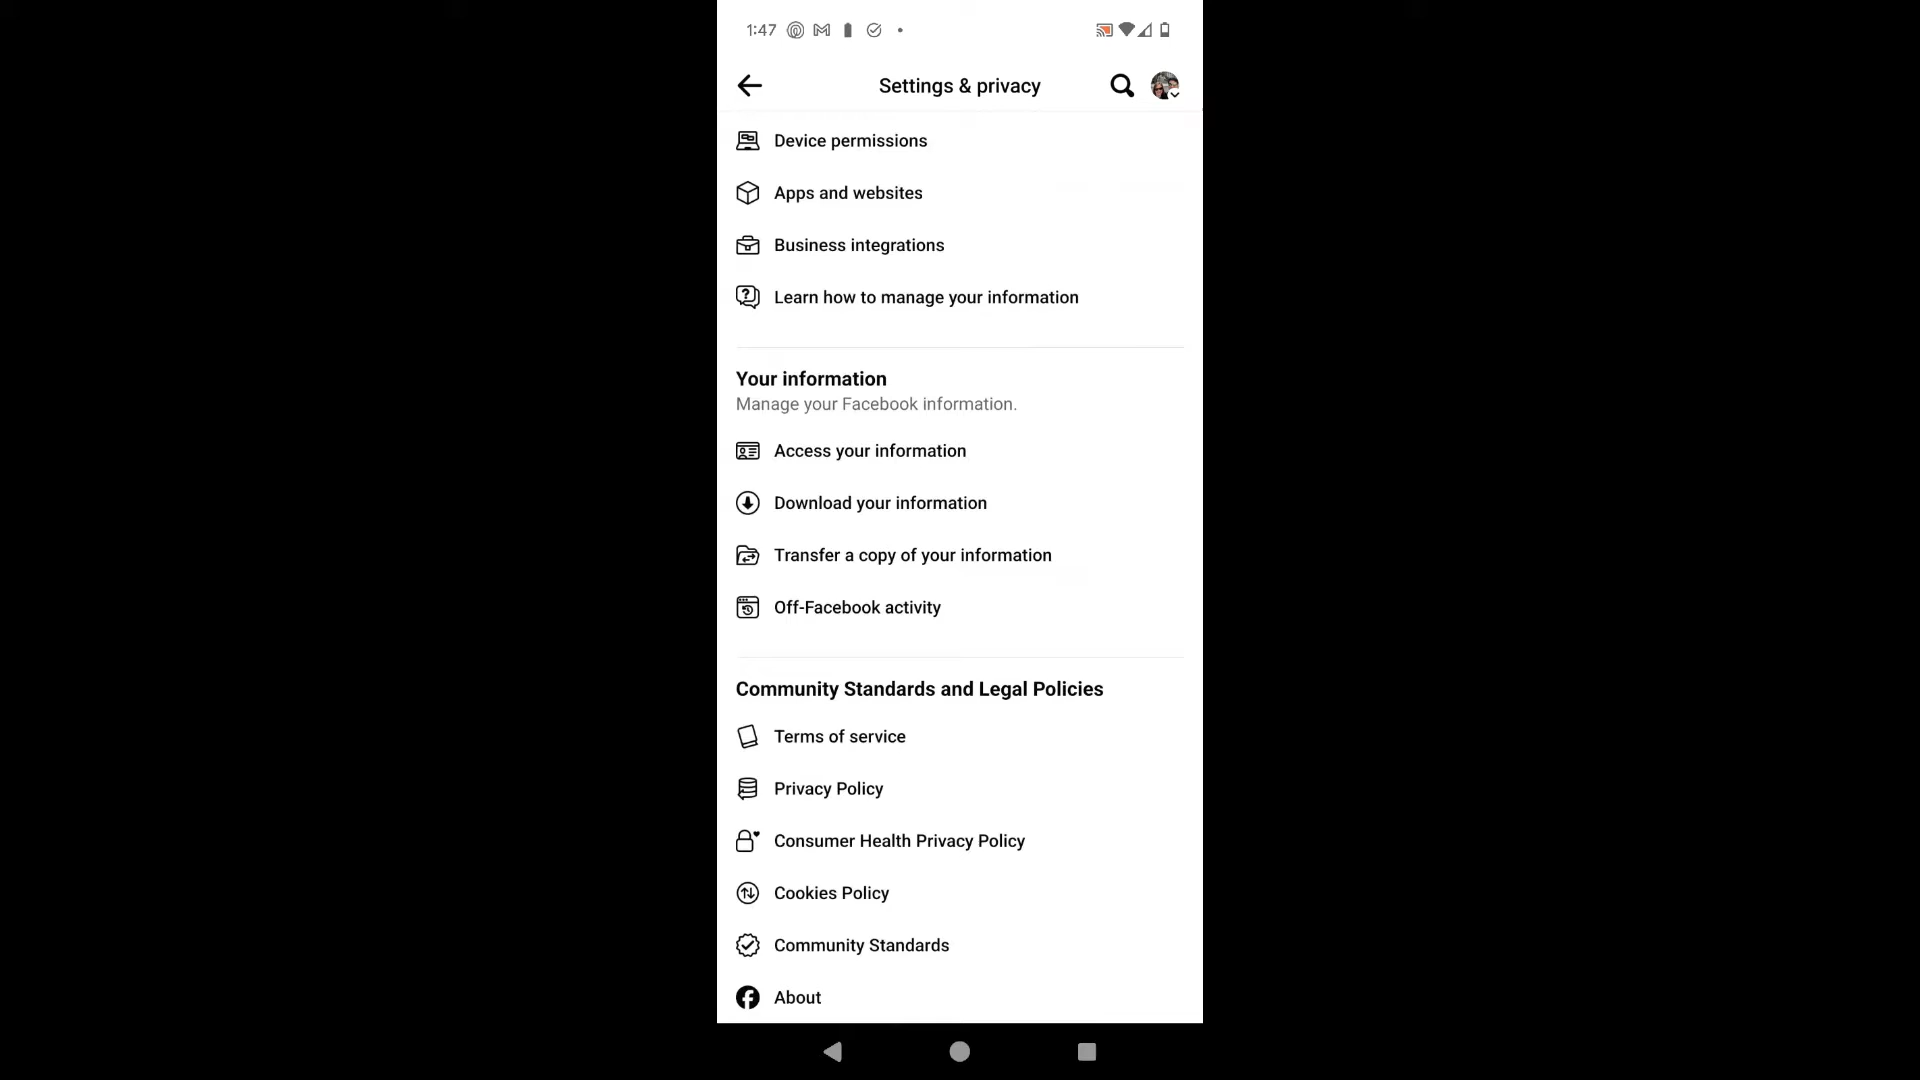 1:47
Settings & privacy
Device permissions
Apps and websites
Business integrations
Learn how to manage your information
Your information
Manage your Facebook information.
Access your information
Download your information
Transfer a copy of your information
Off-Facebook activity
Community Standards and Legal Policies
Terms of service
Privacy Policy
Consumer Health Privacy Policy
Cookies Policy
Community Standards
About